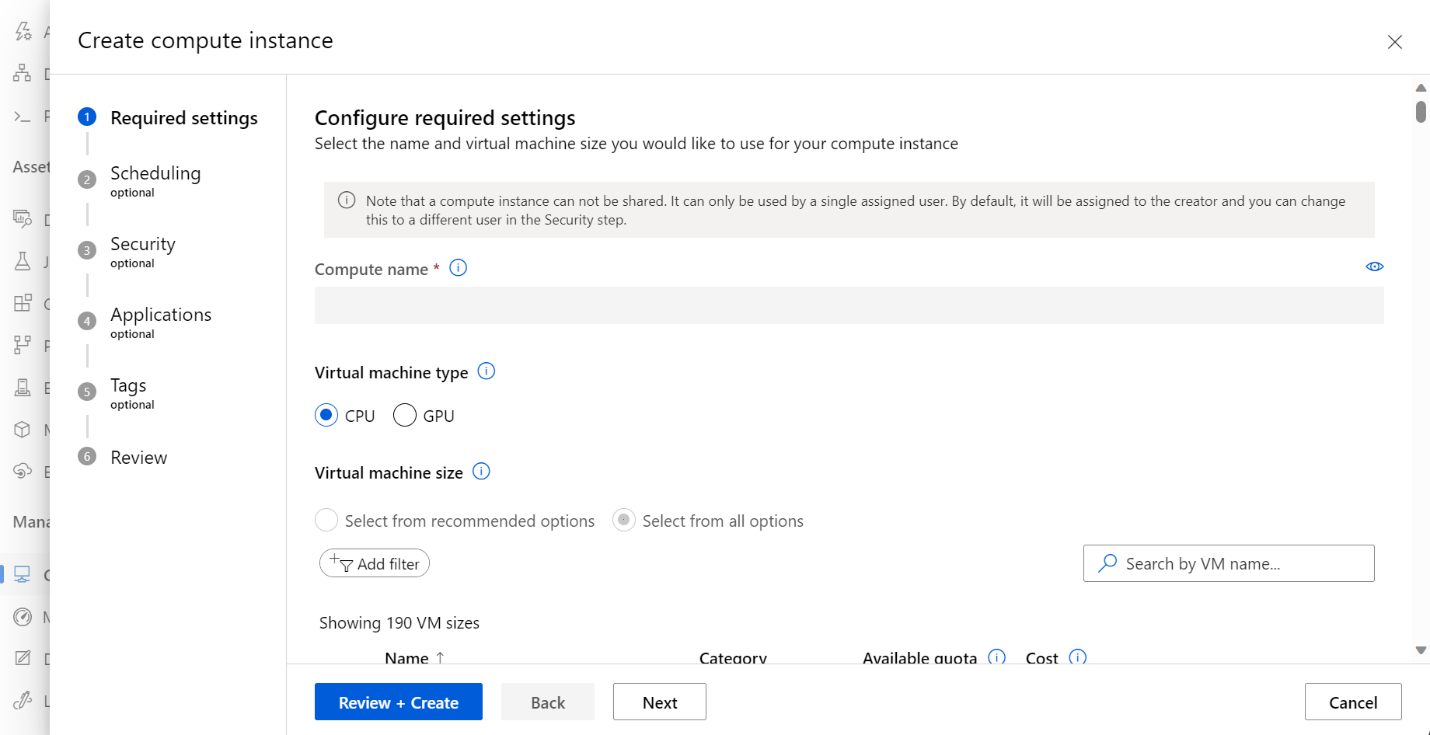 Create compute instance
1 Required settings
2 Scheduling
optional
3 Security
optional
4 Applications
optional
5 Tags
optional
6 Review
Configure required settings
Select the name and virtual machine size you would like to use for your compute instance
Note that a compute instance can not be shared. It can only be used by a single assigned user. By default, it will be assigned to the creator and you can change
this to a different user in the Security step.
Compute name *
Virtual machine type
CPU GPU
Virtual machine size
Select from recommended options Select from all options
Add filter Search by VM name...
Showing 190 VM sizes
Name ↑ Category Available quota Cost
Review + Create Back Next Cancel